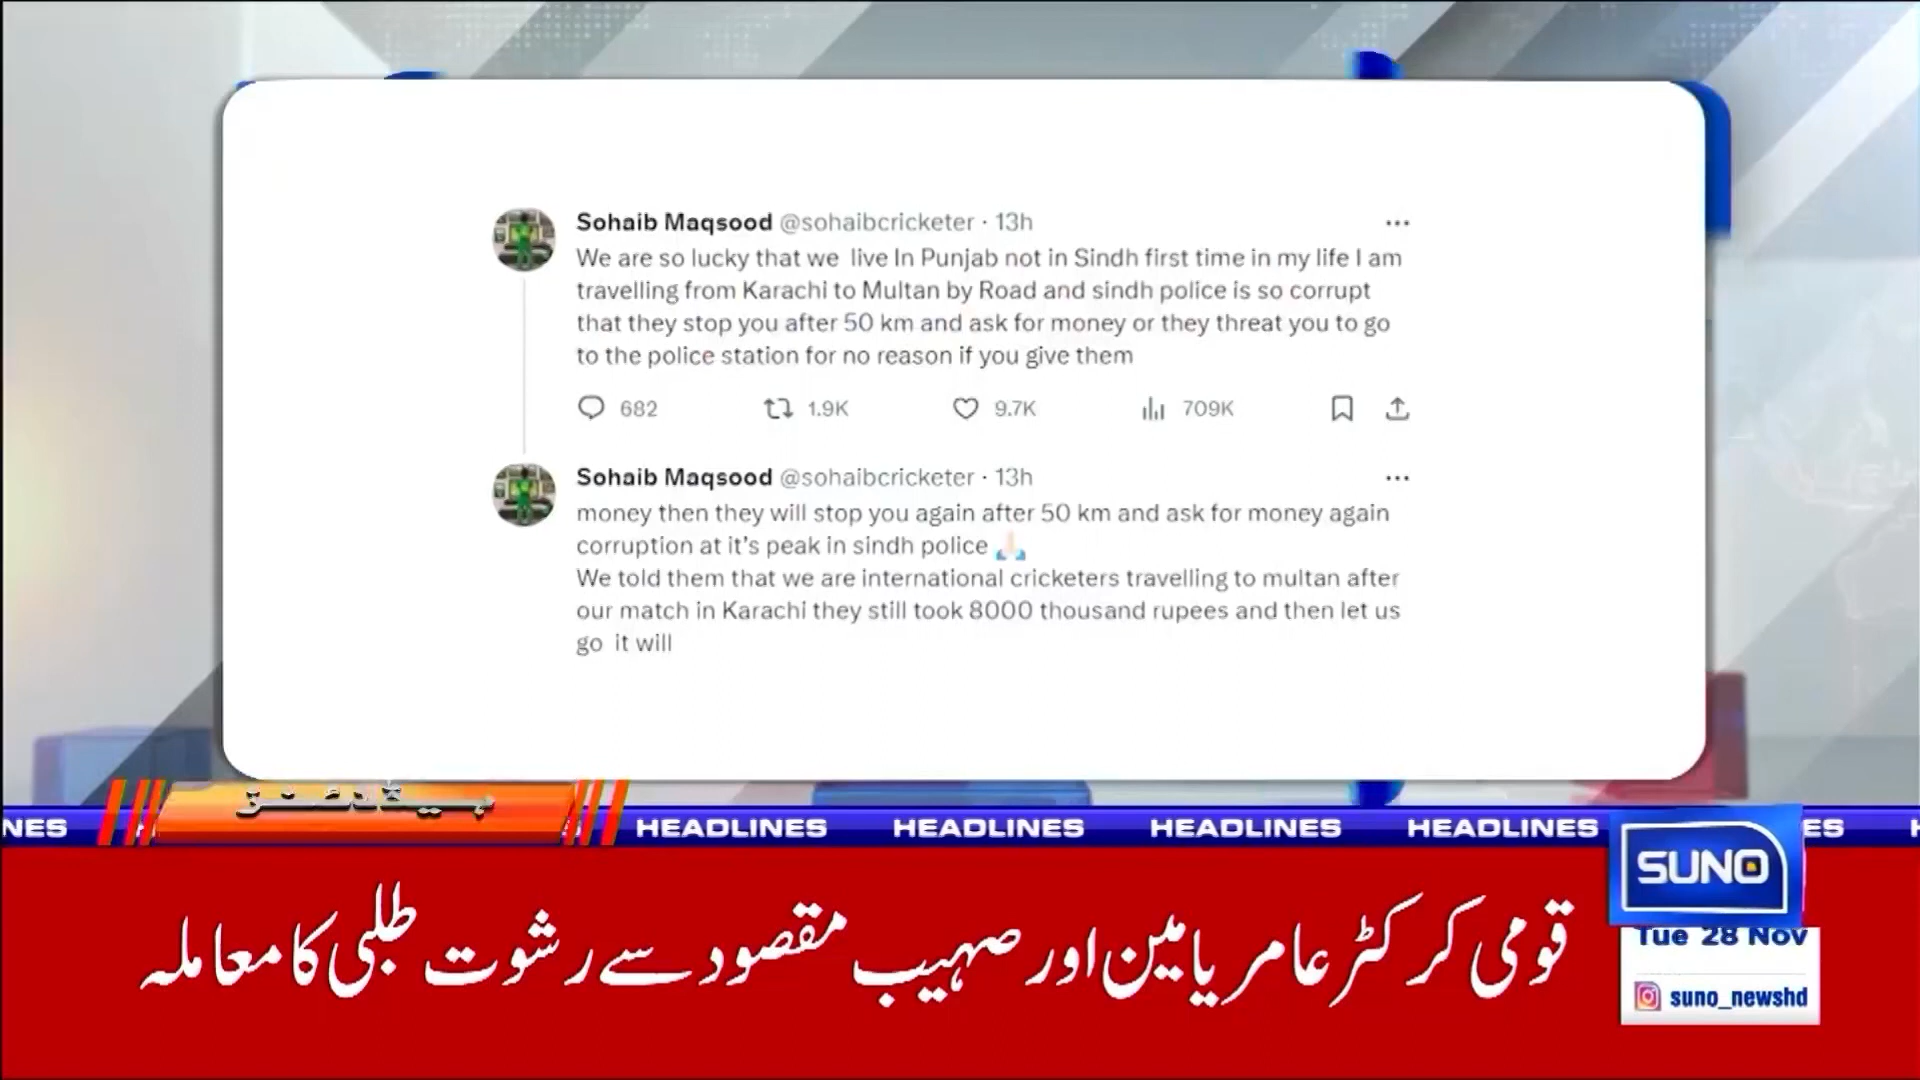 Sohaib Maqsood @sohaibcricketer · 13h
We are so lucky that we live In Punjab not in Sindh first time in my life I am
travelling from Karachi to Multan by Road and sindh police is so corrupt
that they stop you after 50 km and ask for money or they threat you to go
to the police station for no reason if you give them
682 1.9K 9.7K 709K
Sohaib Maqsood @sohaibcricketer · 13h
money then they will stop you again after 50 km and ask for money again
corruption at it's peak in sindh police 🙏🏻
We told them that we are international cricketers travelling to multan after
our match in Karachi they still took 8000 thousand rupees and then let us
go it will
ہیڈلائنز
NES HEADLINES HEADLINES HEADLINES HEADLINES ES
SUNO
قومی کرکٹر عامر یامین اور صہیب مقصود سے رشوت طلبی کا معاملہ
Tue 28 Nov
suno_newshd